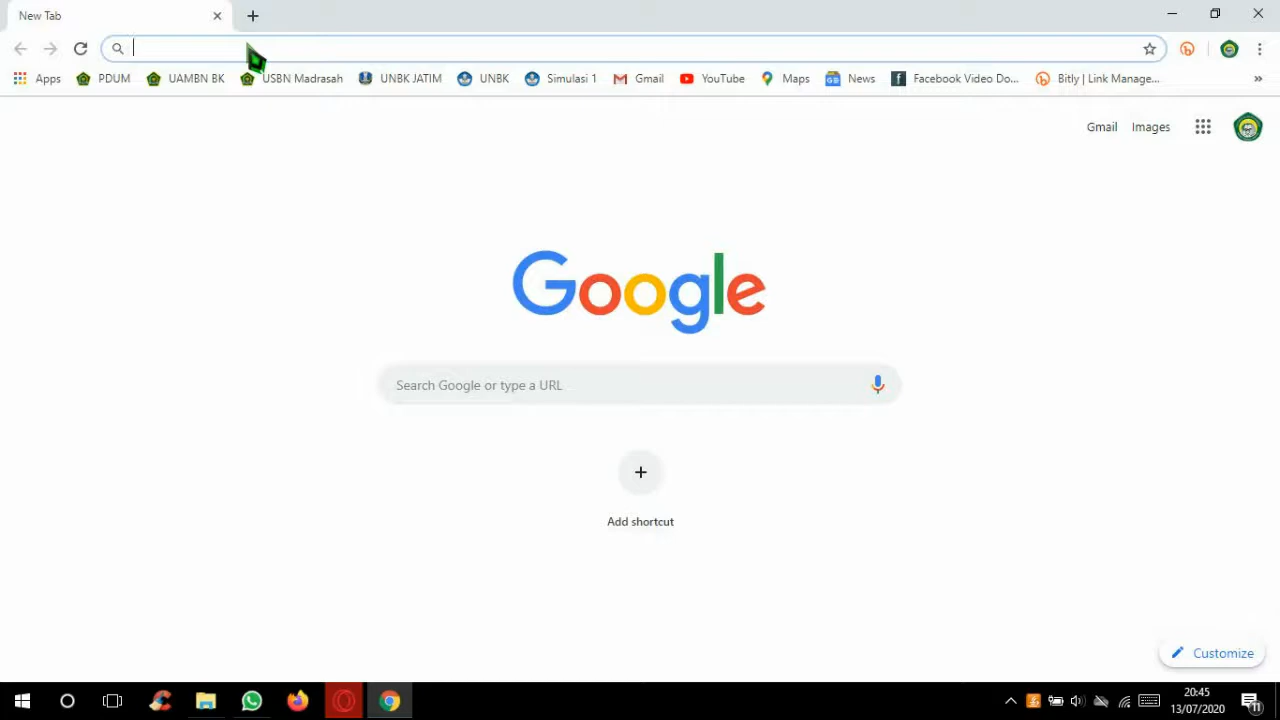 New Tab
Apps PDUM UAMBN BK USBN Madrasah UNBK JATIM UNBK Simulasi 1 Gmail YouTube Maps News Facebook Video Do... Bitly | Link Manage... »
Gmail Images
Google
Search Google or type a URL
Add shortcut
Customize
20:45
13/07/2020
11